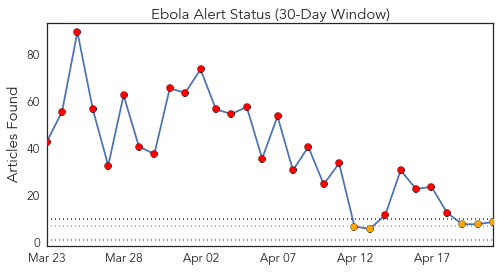 Ebola Alert Status (30-Day Window)
Articles Found
80
60
40
20
0
Mar 23 Mar 28 Apr 02 Apr 07 Apr 12 Apr 17